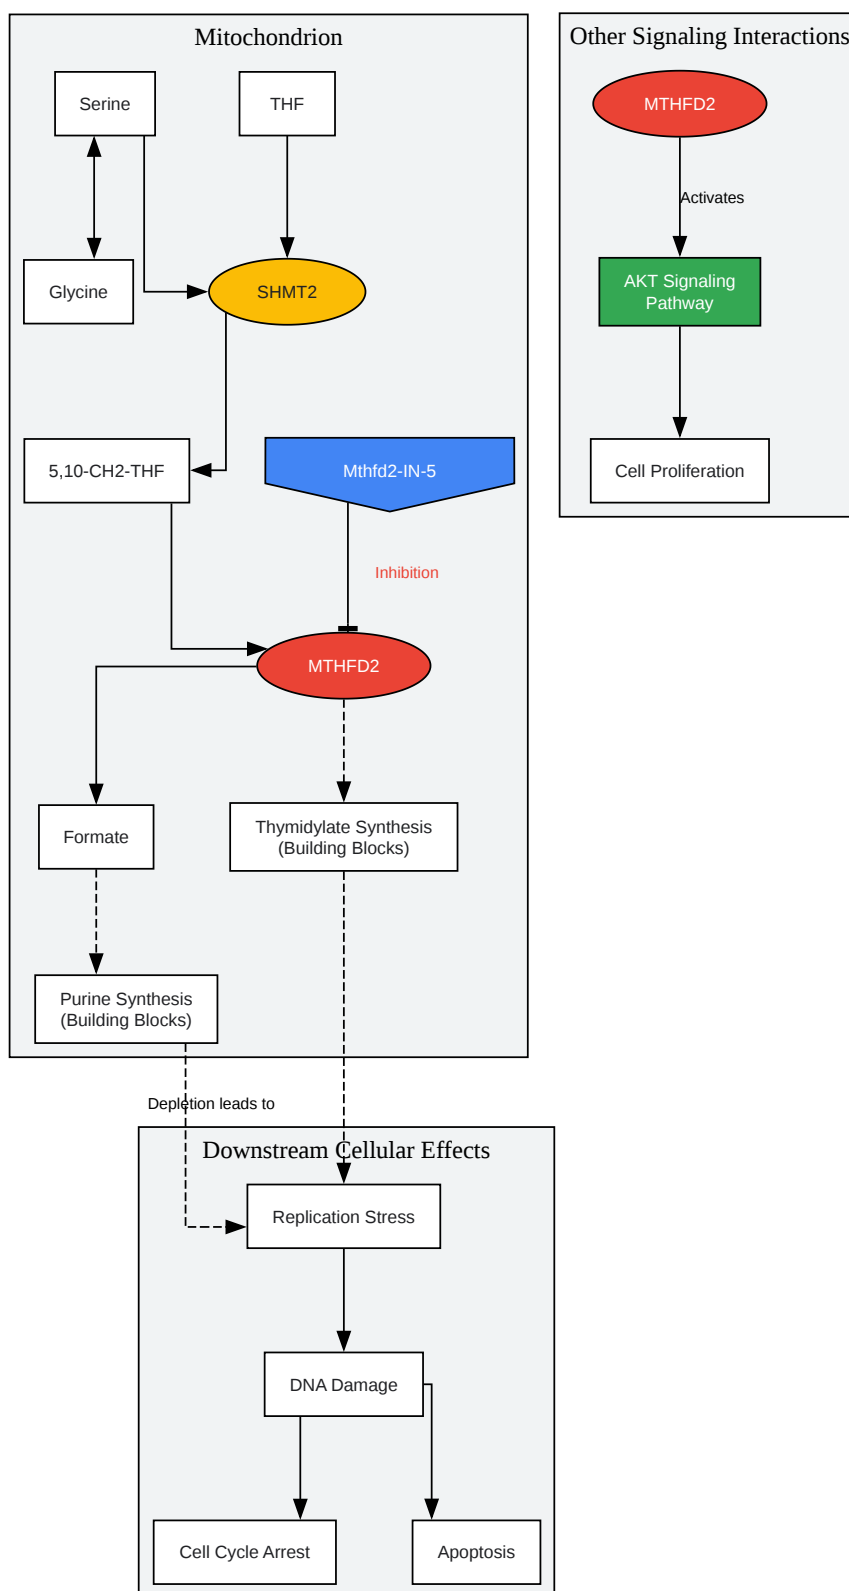 Mitochondrion
Serine
THF
Glycine
SHMT2
5,10-CH2-THF
Mthfd2-IN-5
Inhibition
MTHFD2
Formate
Thymidylate Synthesis
(Building Blocks)
Purine Synthesis
(Building Blocks)
Depletion leads to
Downstream Cellular Effects
Replication Stress
DNA Damage
Cell Cycle Arrest
Apoptosis
Other Signaling Interactions
MTHFD2
Activates
AKT Signaling
Pathway
Cell Proliferation